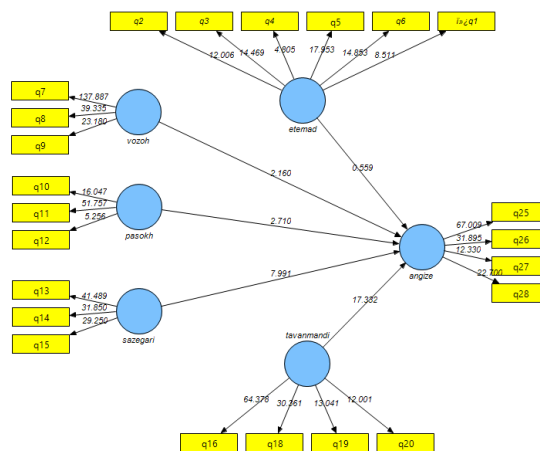 q2 q3 q4 q5 q6 ï»¿q1
12.006 14.469 4.805 17.953 14.853 8.511
etemad
q7 137.887
q8 39.335
q9 23.180
vozoh
2.160
0.559
q10 16.047
q11 51.757
q12 5.256
pasokh
2.710
q25 67.009
q26 31.895
q27 12.330
q28 22.700
angize
q13 41.489
q14 31.850
q15 29.250
sazegari
7.991
17.332
tavanmandi
64.378 30.361 13.041 12.001
q16 q18 q19 q20